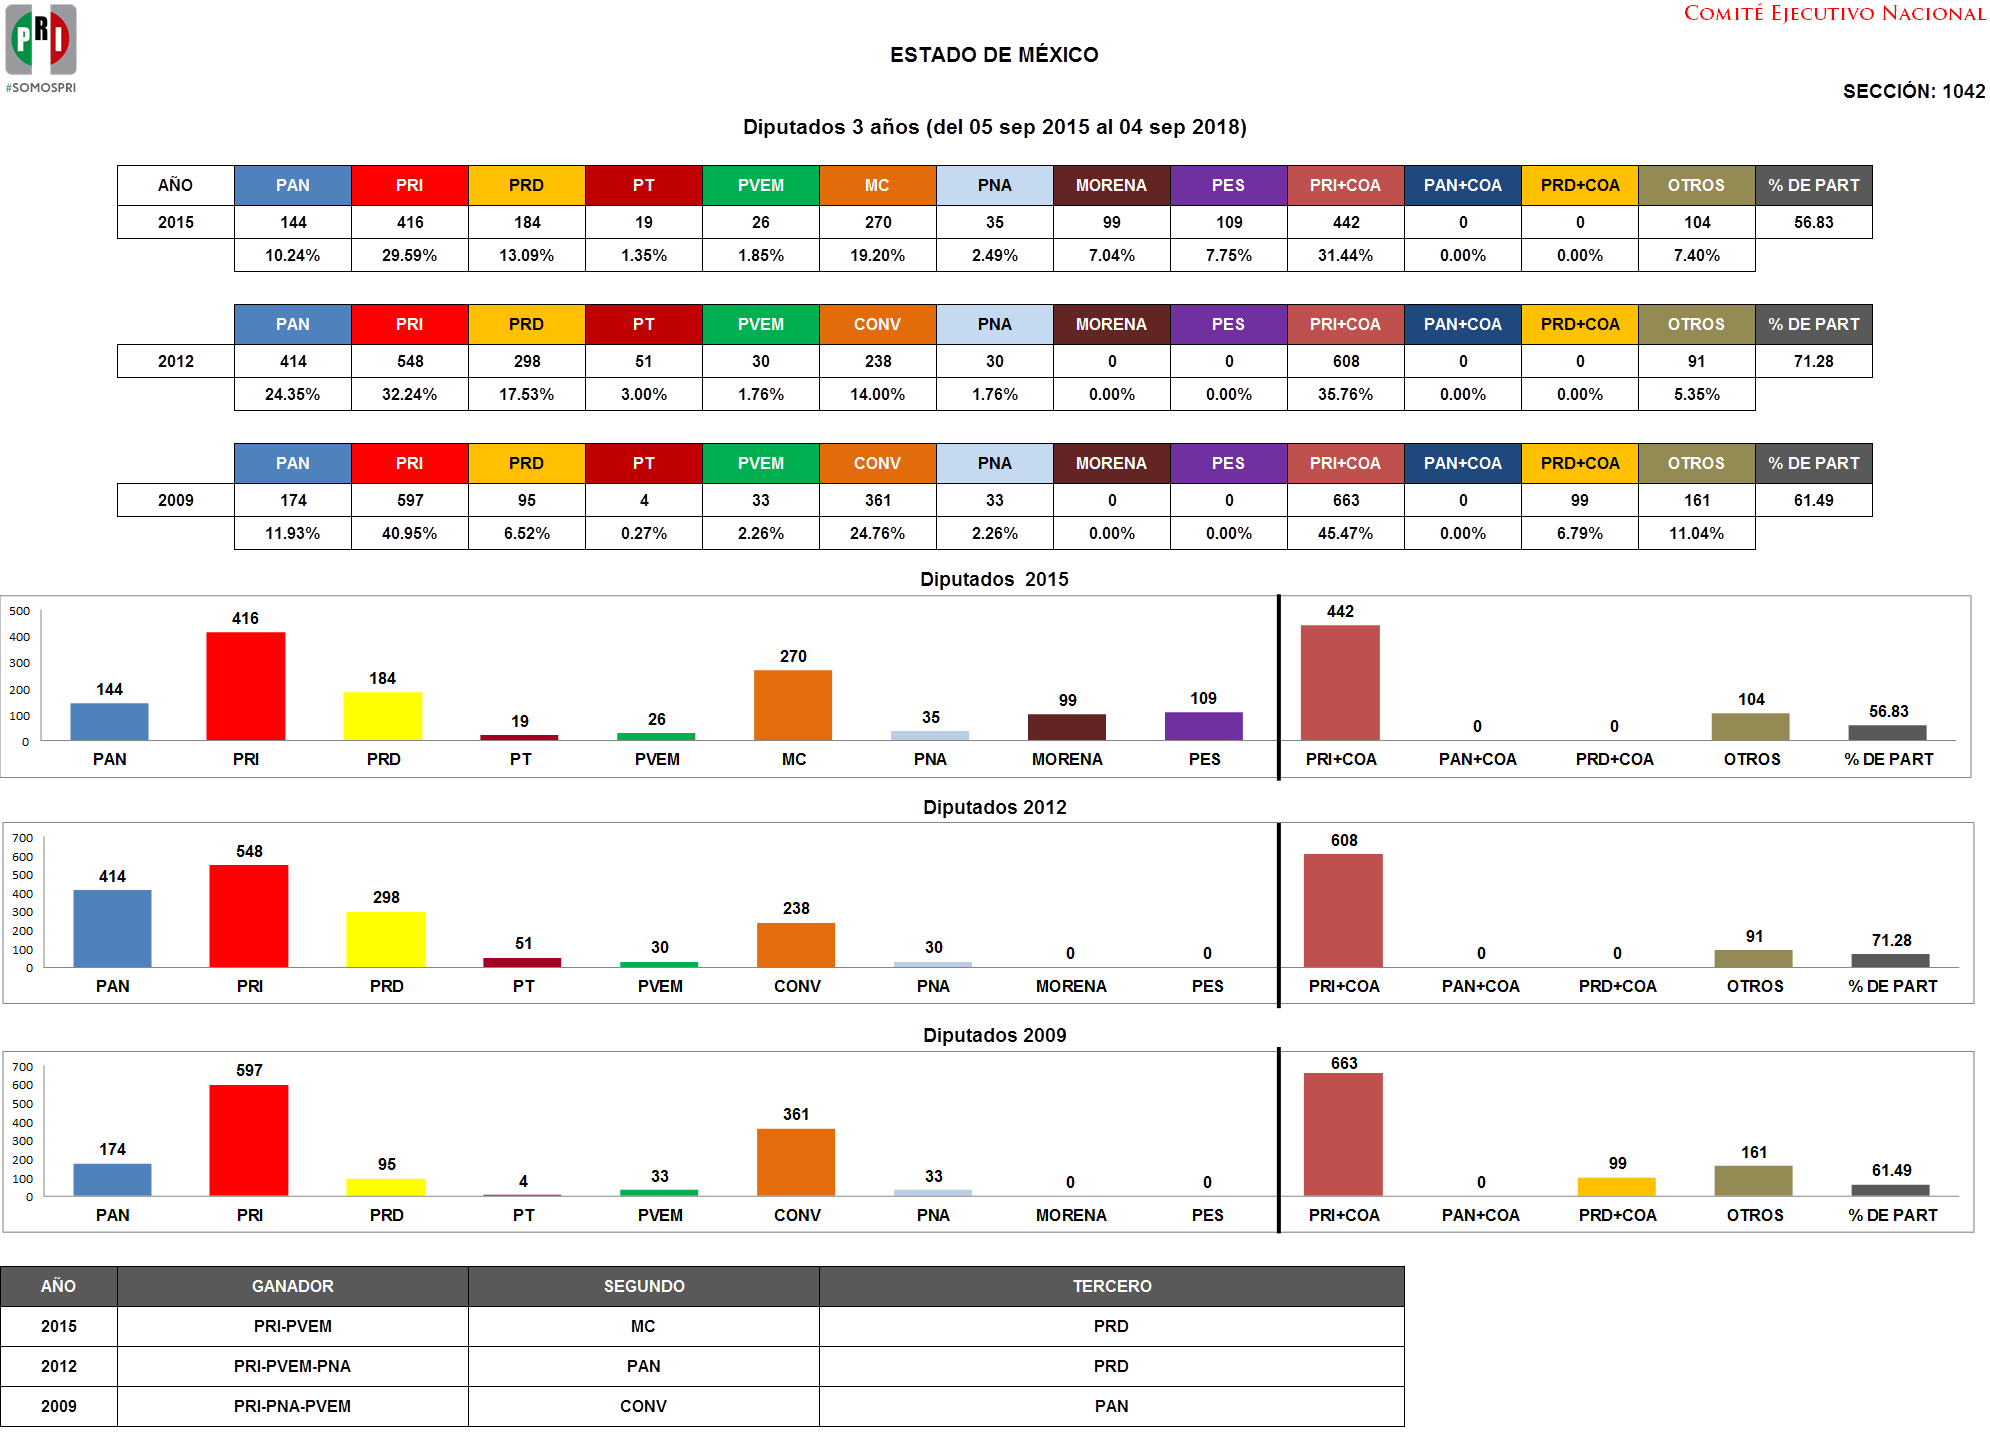 PRI
#SOMOSPRI
COMITÉ EJECUTIVO NACIONAL
ESTADO DE MÉXICO
SECCIÓN: 1042
Diputados 3 años (del 05 sep 2015 al 04 sep 2018)
AÑO PAN PRI PRD PT PVEM MC PNA MORENA PES PRI+COA PAN+COA PRD+COA OTROS % DE PART
2015 144 416 184 19 26 270 35 99 109 442 0 0 104 56.83
10.24% 29.59% 13.09% 1.35% 1.85% 19.20% 2.49% 7.04% 7.75% 31.44% 0.00% 0.00% 7.40%
PAN PRI PRD PT PVEM CONV PNA MORENA PES PRI+COA PAN+COA PRD+COA OTROS % DE PART
2012 414 548 298 51 30 238 30 0 0 608 0 0 91 71.28
24.35% 32.24% 17.53% 3.00% 1.76% 14.00% 1.76% 0.00% 0.00% 35.76% 0.00% 0.00% 5.35%
PAN PRI PRD PT PVEM CONV PNA MORENA PES PRI+COA PAN+COA PRD+COA OTROS % DE PART
2009 174 597 95 4 33 361 33 0 0 663 0 99 161 61.49
11.93% 40.95% 6.52% 0.27% 2.26% 24.76% 2.26% 0.00% 0.00% 45.47% 0.00% 6.79% 11.04%
Diputados 2015
500
400
300
200
100
0
144 416 184 19 26 270 35 99 109 442 0 0 104 56.83
PAN PRI PRD PT PVEM MC PNA MORENA PES PRI+COA PAN+COA PRD+COA OTROS % DE PART
Diputados 2012
700
600
500
400
300
200
100
0
414 548 298 51 30 238 30 0 0 608 0 0 91 71.28
PAN PRI PRD PT PVEM CONV PNA MORENA PES PRI+COA PAN+COA PRD+COA OTROS % DE PART
Diputados 2009
700
600
500
400
300
200
100
0
174 597 95 4 33 361 33 0 0 663 0 99 161 61.49
PAN PRI PRD PT PVEM CONV PNA MORENA PES PRI+COA PAN+COA PRD+COA OTROS % DE PART
AÑO GANADOR SEGUNDO TERCERO
2015 PRI-PVEM MC PRD
2012 PRI-PVEM-PNA PAN PRD
2009 PRI-PNA-PVEM CONV PAN